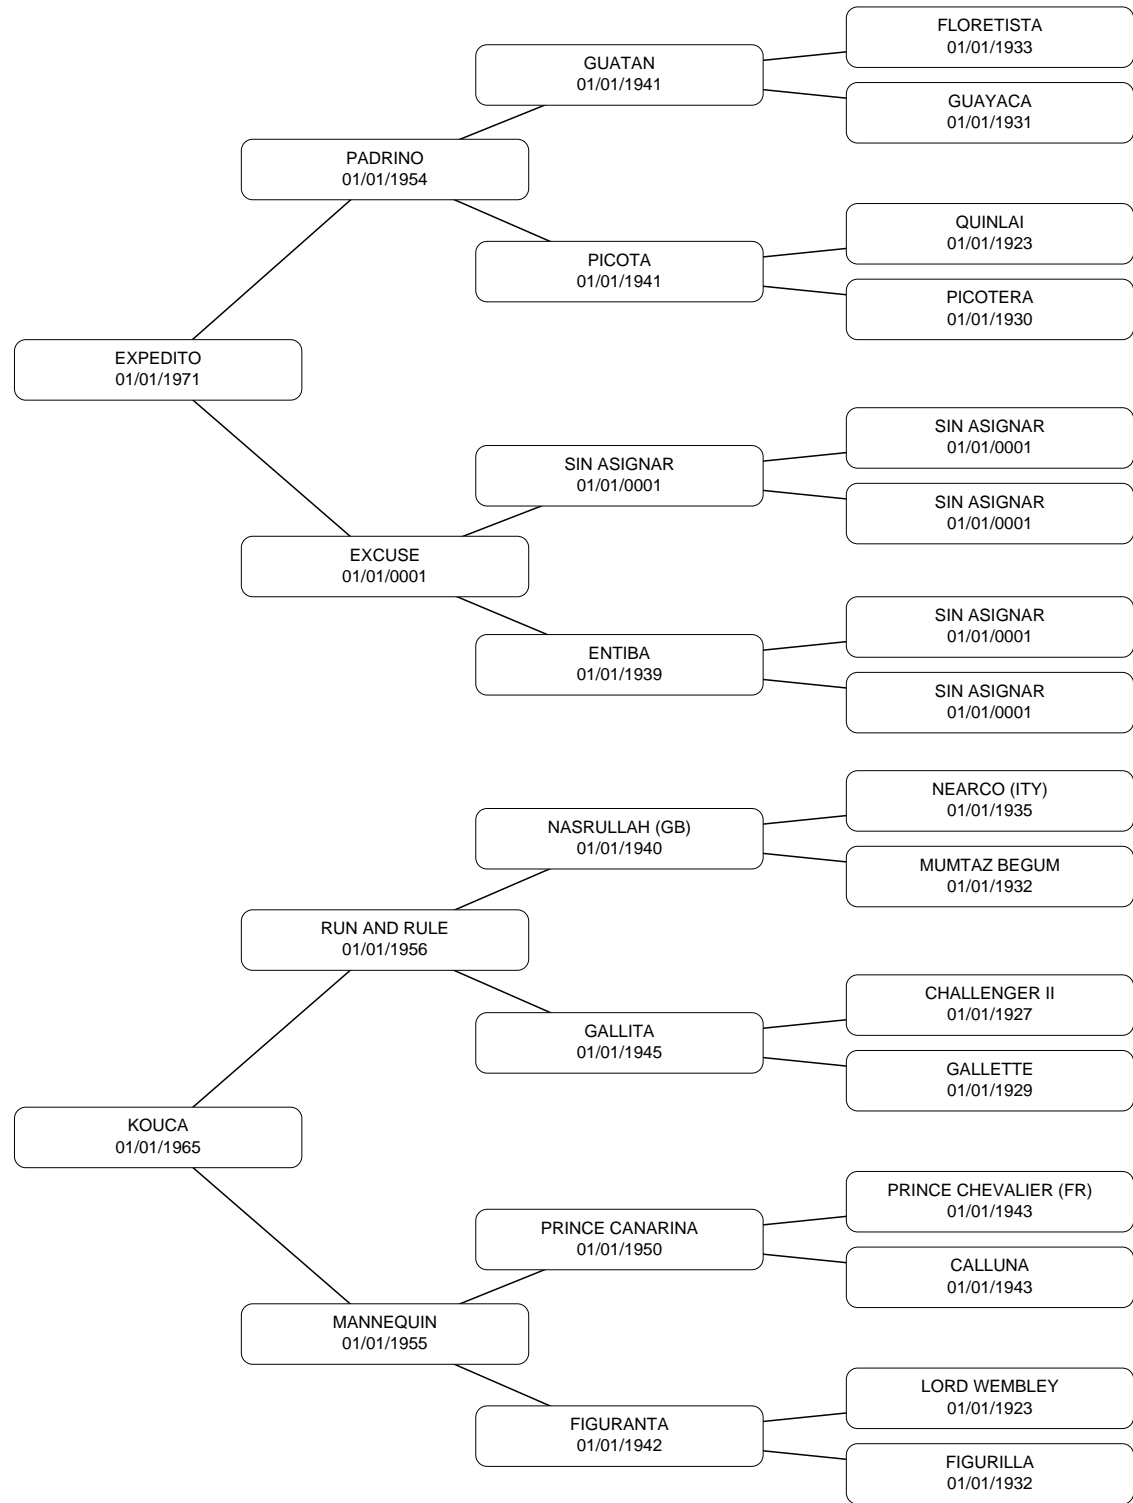 FLORETISTA
01/01/1933
GUATAN
01/01/1941
GUAYACA
01/01/1931
PADRINO
01/01/1954
QUINLAI
01/01/1923
PICOTA
01/01/1941
PICOTERA
01/01/1930
EXPEDITO
01/01/1971
SIN ASIGNAR
01/01/0001
SIN ASIGNAR
01/01/0001
SIN ASIGNAR
01/01/0001
EXCUSE
01/01/0001
SIN ASIGNAR
01/01/0001
ENTIBA
01/01/1939
SIN ASIGNAR
01/01/0001
NEARCO (ITY)
01/01/1935
NASRULLAH (GB)
01/01/1940
MUMTAZ BEGUM
01/01/1932
RUN AND RULE
01/01/1956
CHALLENGER II
01/01/1927
GALLITA
01/01/1945
GALLETTE
01/01/1929
KOUCA
01/01/1965
PRINCE CHEVALIER (FR)
01/01/1943
PRINCE CANARINA
01/01/1950
CALLUNA
01/01/1943
MANNEQUIN
01/01/1955
LORD WEMBLEY
01/01/1923
FIGURANTA
01/01/1942
FIGURILLA
01/01/1932